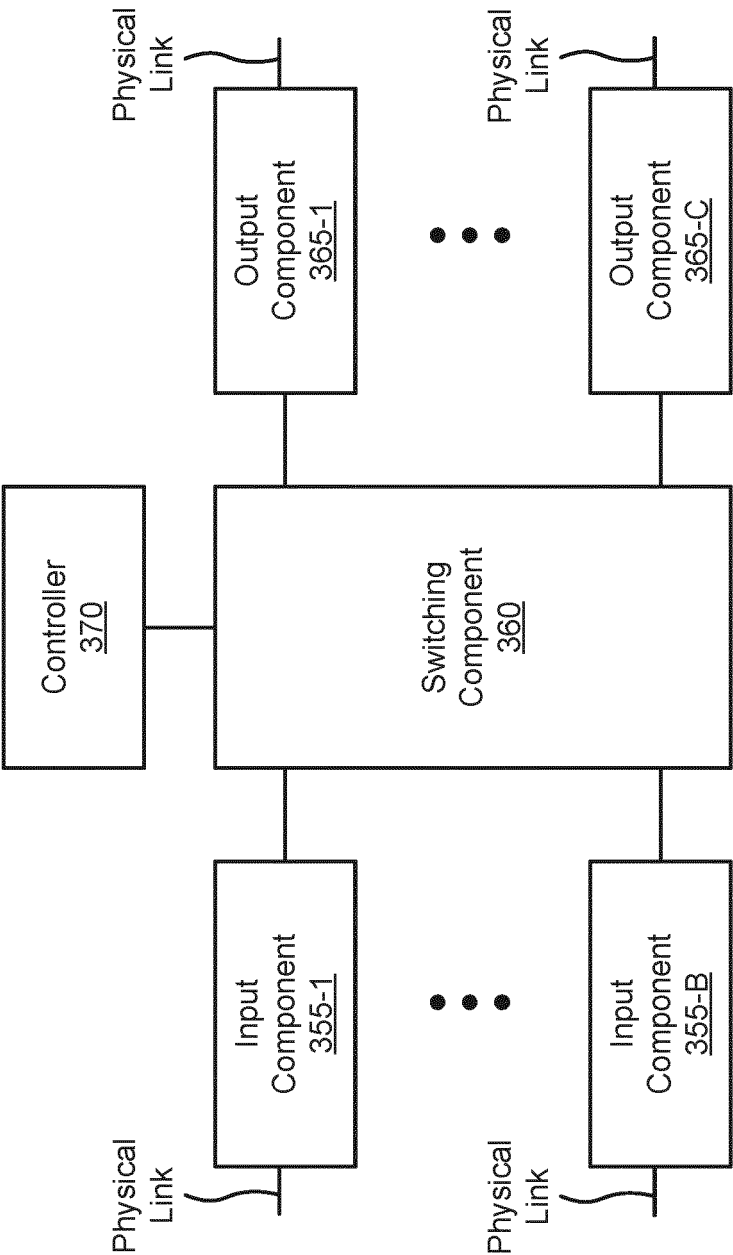 Controller
370
Physical
Link
Input
Component
355-1
Switching
Component
360
Output
Component
365-1
Physical
Link
Physical
Link
Input
Component
355-B
Output
Component
365-C
Physical
Link